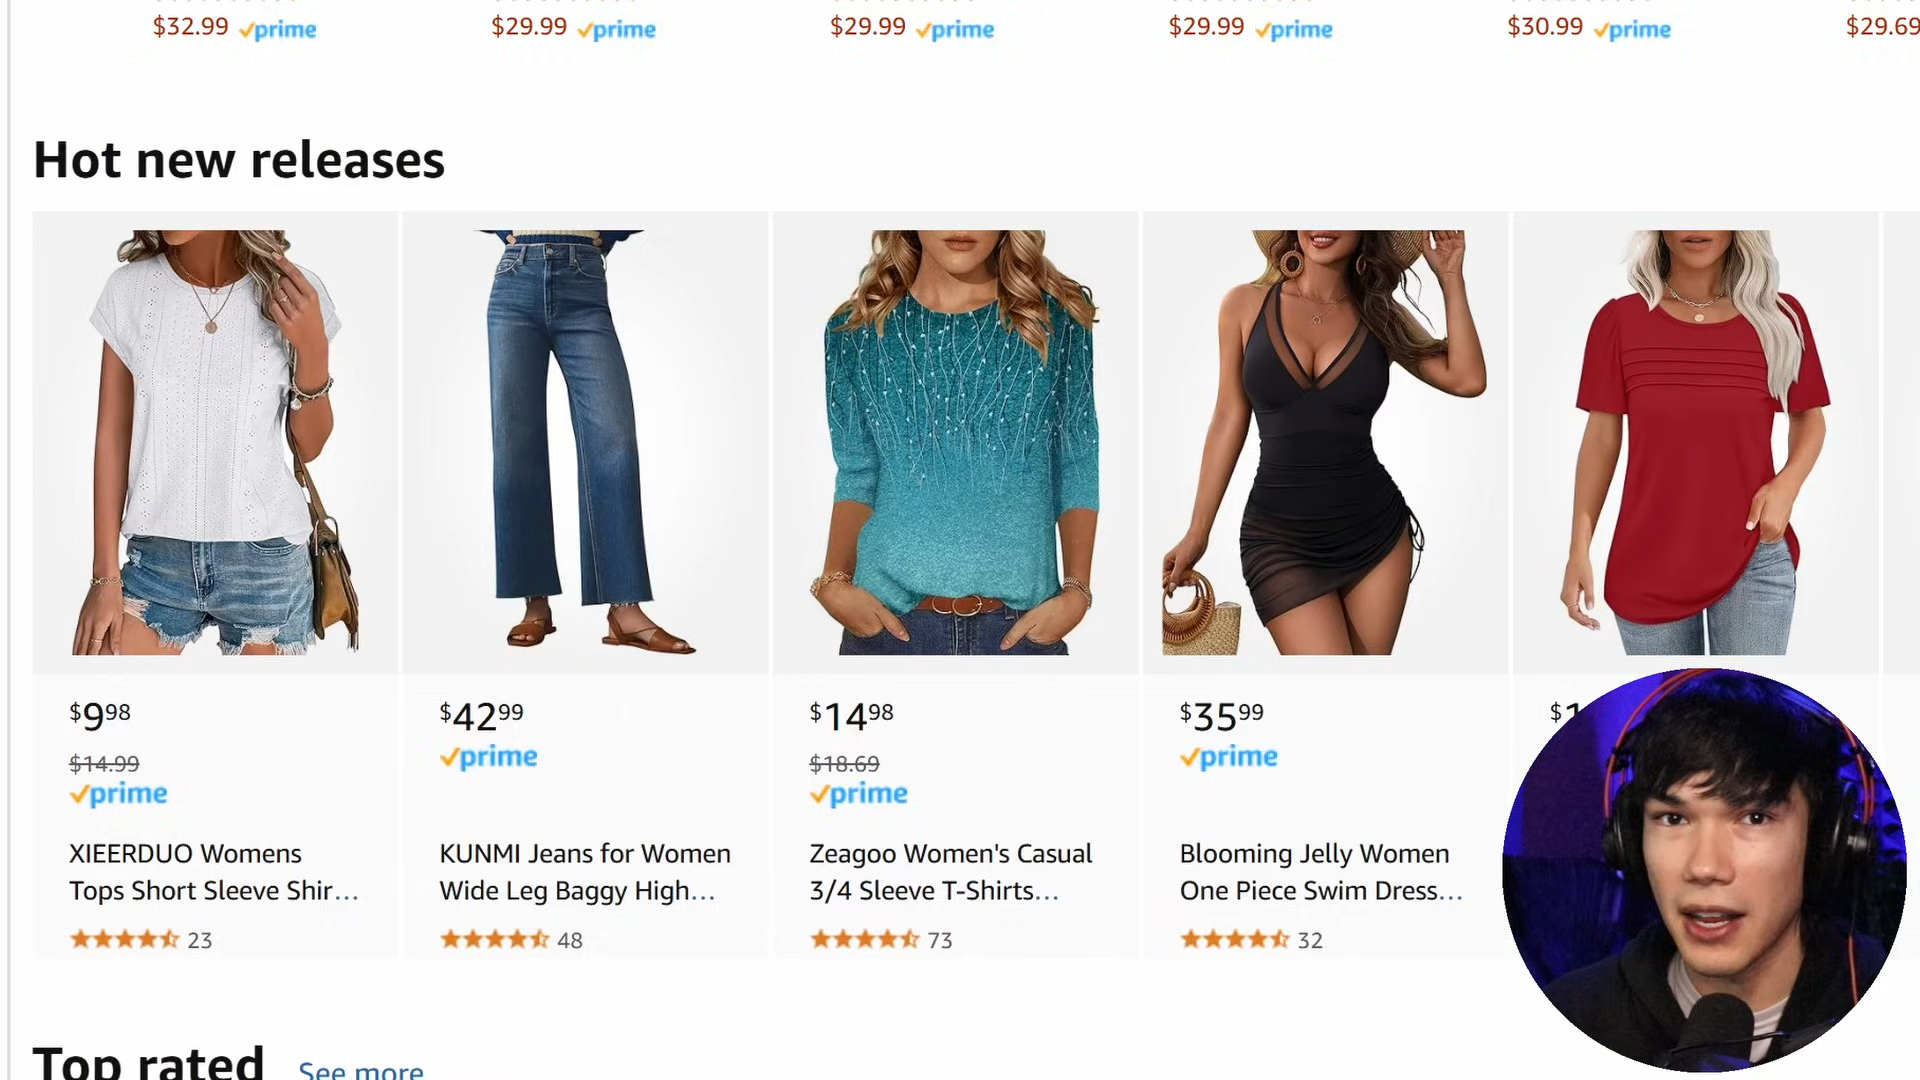 $32.99 prime $29.99 prime $29.99 prime $29.99 prime $30.99 prime $29.69
Hot new releases
$9.98
$14.99
prime
XIEERDUO Womens
Tops Short Sleeve Shir...
23
$42.99
prime
KUNMI Jeans for Women
Wide Leg Baggy High...
48
$14.98
$18.69
prime
Zeagoo Women's Casual
3/4 Sleeve T-Shirts...
73
$35.99
prime
Blooming Jelly Women
One Piece Swim Dress...
32
Top rated See more